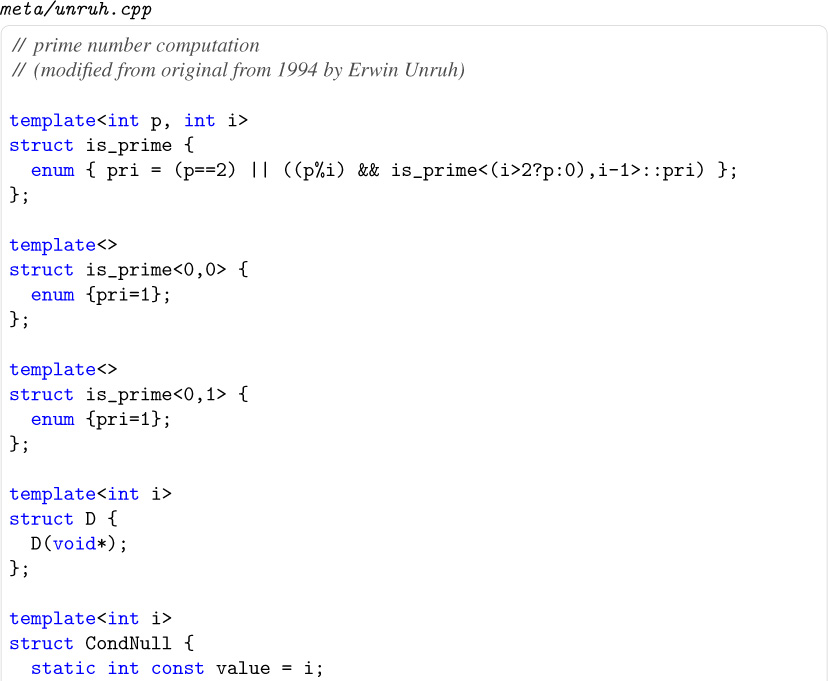 meta/unruh.cpp
// prime number computation
// (modified from original from 1994 by Erwin Unruh)
template<int p, int i>
struct is_prime {
  enum { pri = (p==2) || ((p%i) && is_prime<(i>2?p:0),i-1>::pri) };
};
template<>
struct is_prime<0,0> {
  enum {pri=1};
};
template<>
struct is_prime<0,1> {
  enum {pri=1};
};
template<int i>
struct D {
  D(void*);
};
template<int i>
struct CondNull {
  static int const value = i;